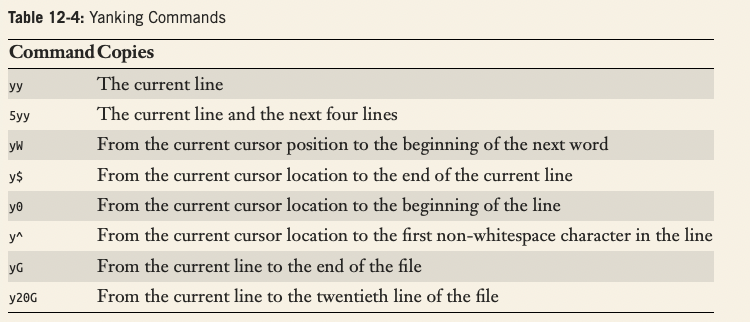 Table 12-4: Yanking Commands
Command Copies
yy The current line
5yy The current line and the next four lines
yW From the current cursor position to the beginning of the next word
y$ From the current cursor location to the end of the current line
y0 From the current cursor location to the beginning of the line
y^ From the current cursor location to the first non-whitespace character in the line
yG From the current line to the end of the file
y20G From the current line to the twentieth line of the file